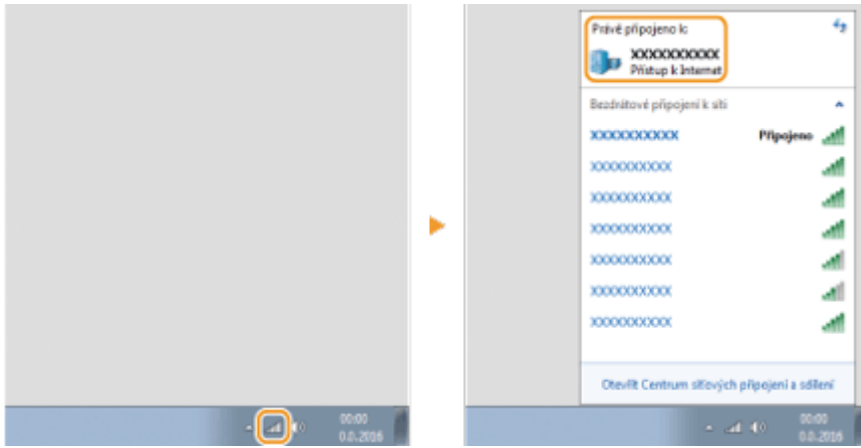 00:00
0.0.2016
Právě připojeno k:
XXXXXXXXXX
Přístup k Internet
Bezdrátové připojení k síti
XXXXXXXXXX Připojeno
XXXXXXXXXX
XXXXXXXXXX
XXXXXXXXXX
XXXXXXXXXX
XXXXXXXXXX
XXXXXXXXXX
Otevřít Centrum síťových připojení a sdílení
00:00
0.0.2016